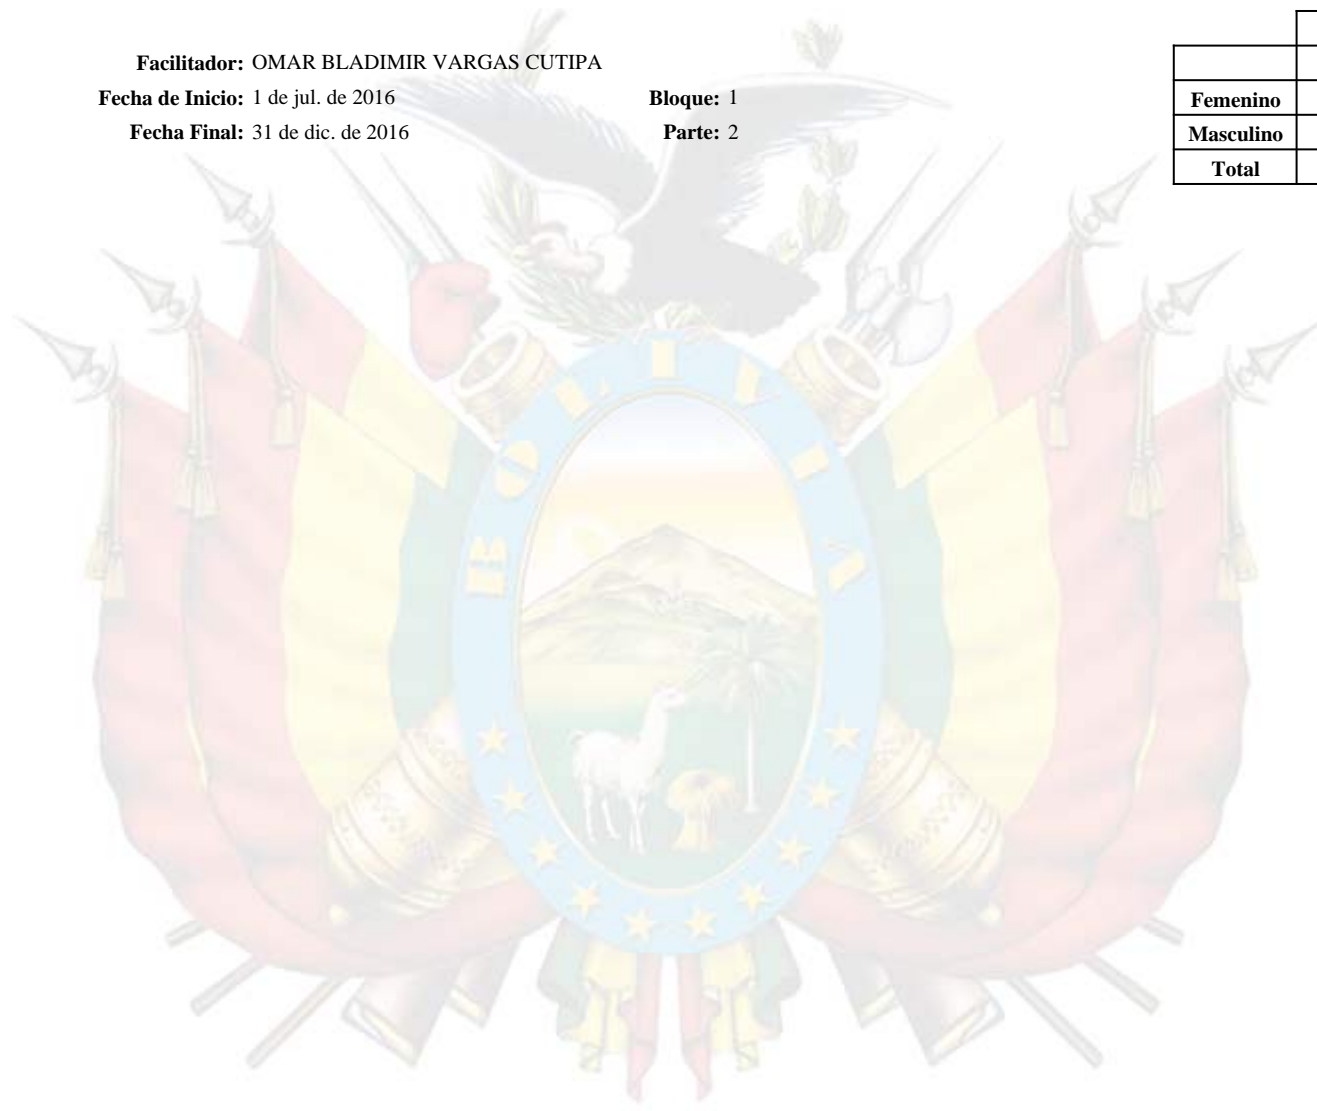 Facilitador: OMAR BLADIMIR VARGAS CUTIPA
Fecha de Inicio: 1 de jul. de 2016 Bloque: 1
Fecha Final: 31 de dic. de 2016 Parte: 2
Femenino
Masculino
Total
BOLIVIA